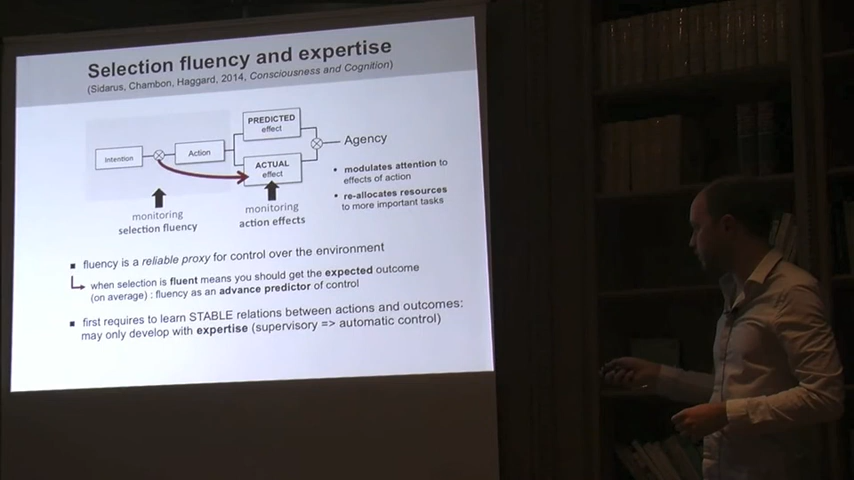 Selection fluency and expertise
(Sidarus, Chambon, Haggard, 2014, Consciousness and Cognition)
PREDICTED
effect
Intention
Action
Agency
ACTUAL
effect
• modulates attention to
effects of action
• re-allocates resources
to more important tasks
monitoring
selection fluency
monitoring
action effects
▪ fluency is a reliable proxy for control over the environment
when selection is fluent means you should get the expected outcome
(on average) : fluency as an advance predictor of control
▪ first requires to learn STABLE relations between actions and outcomes:
may only develop with expertise (supervisory => automatic control)